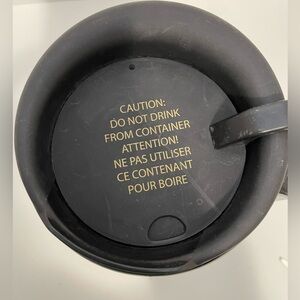 CAUTION:
DO NOT DRINK
FROM CONTAINER
ATTENTION!
NE PAS UTILISER
CE CONTENANT
POUR BOIRE